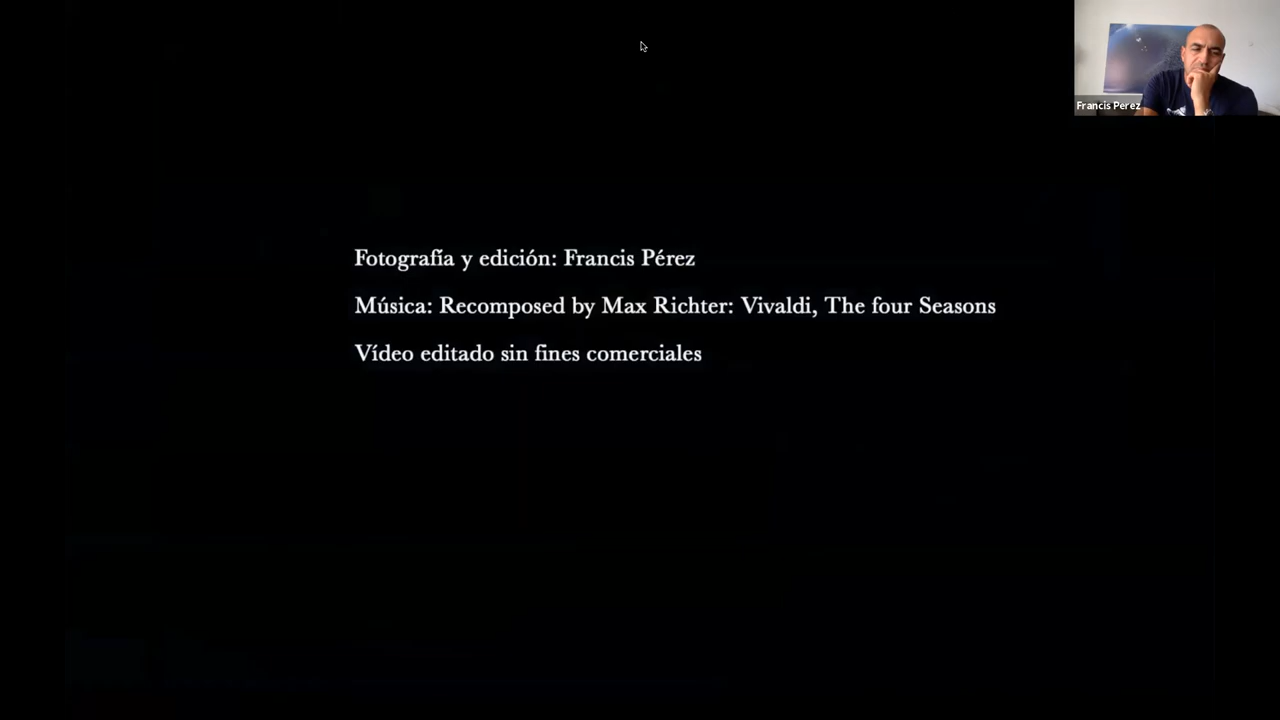 Francis Perez
Fotografía y edición: Francis Pérez
Música: Recomposed by Max Richter: Vivaldi, The four Seasons
Vídeo editado sin fines comerciales